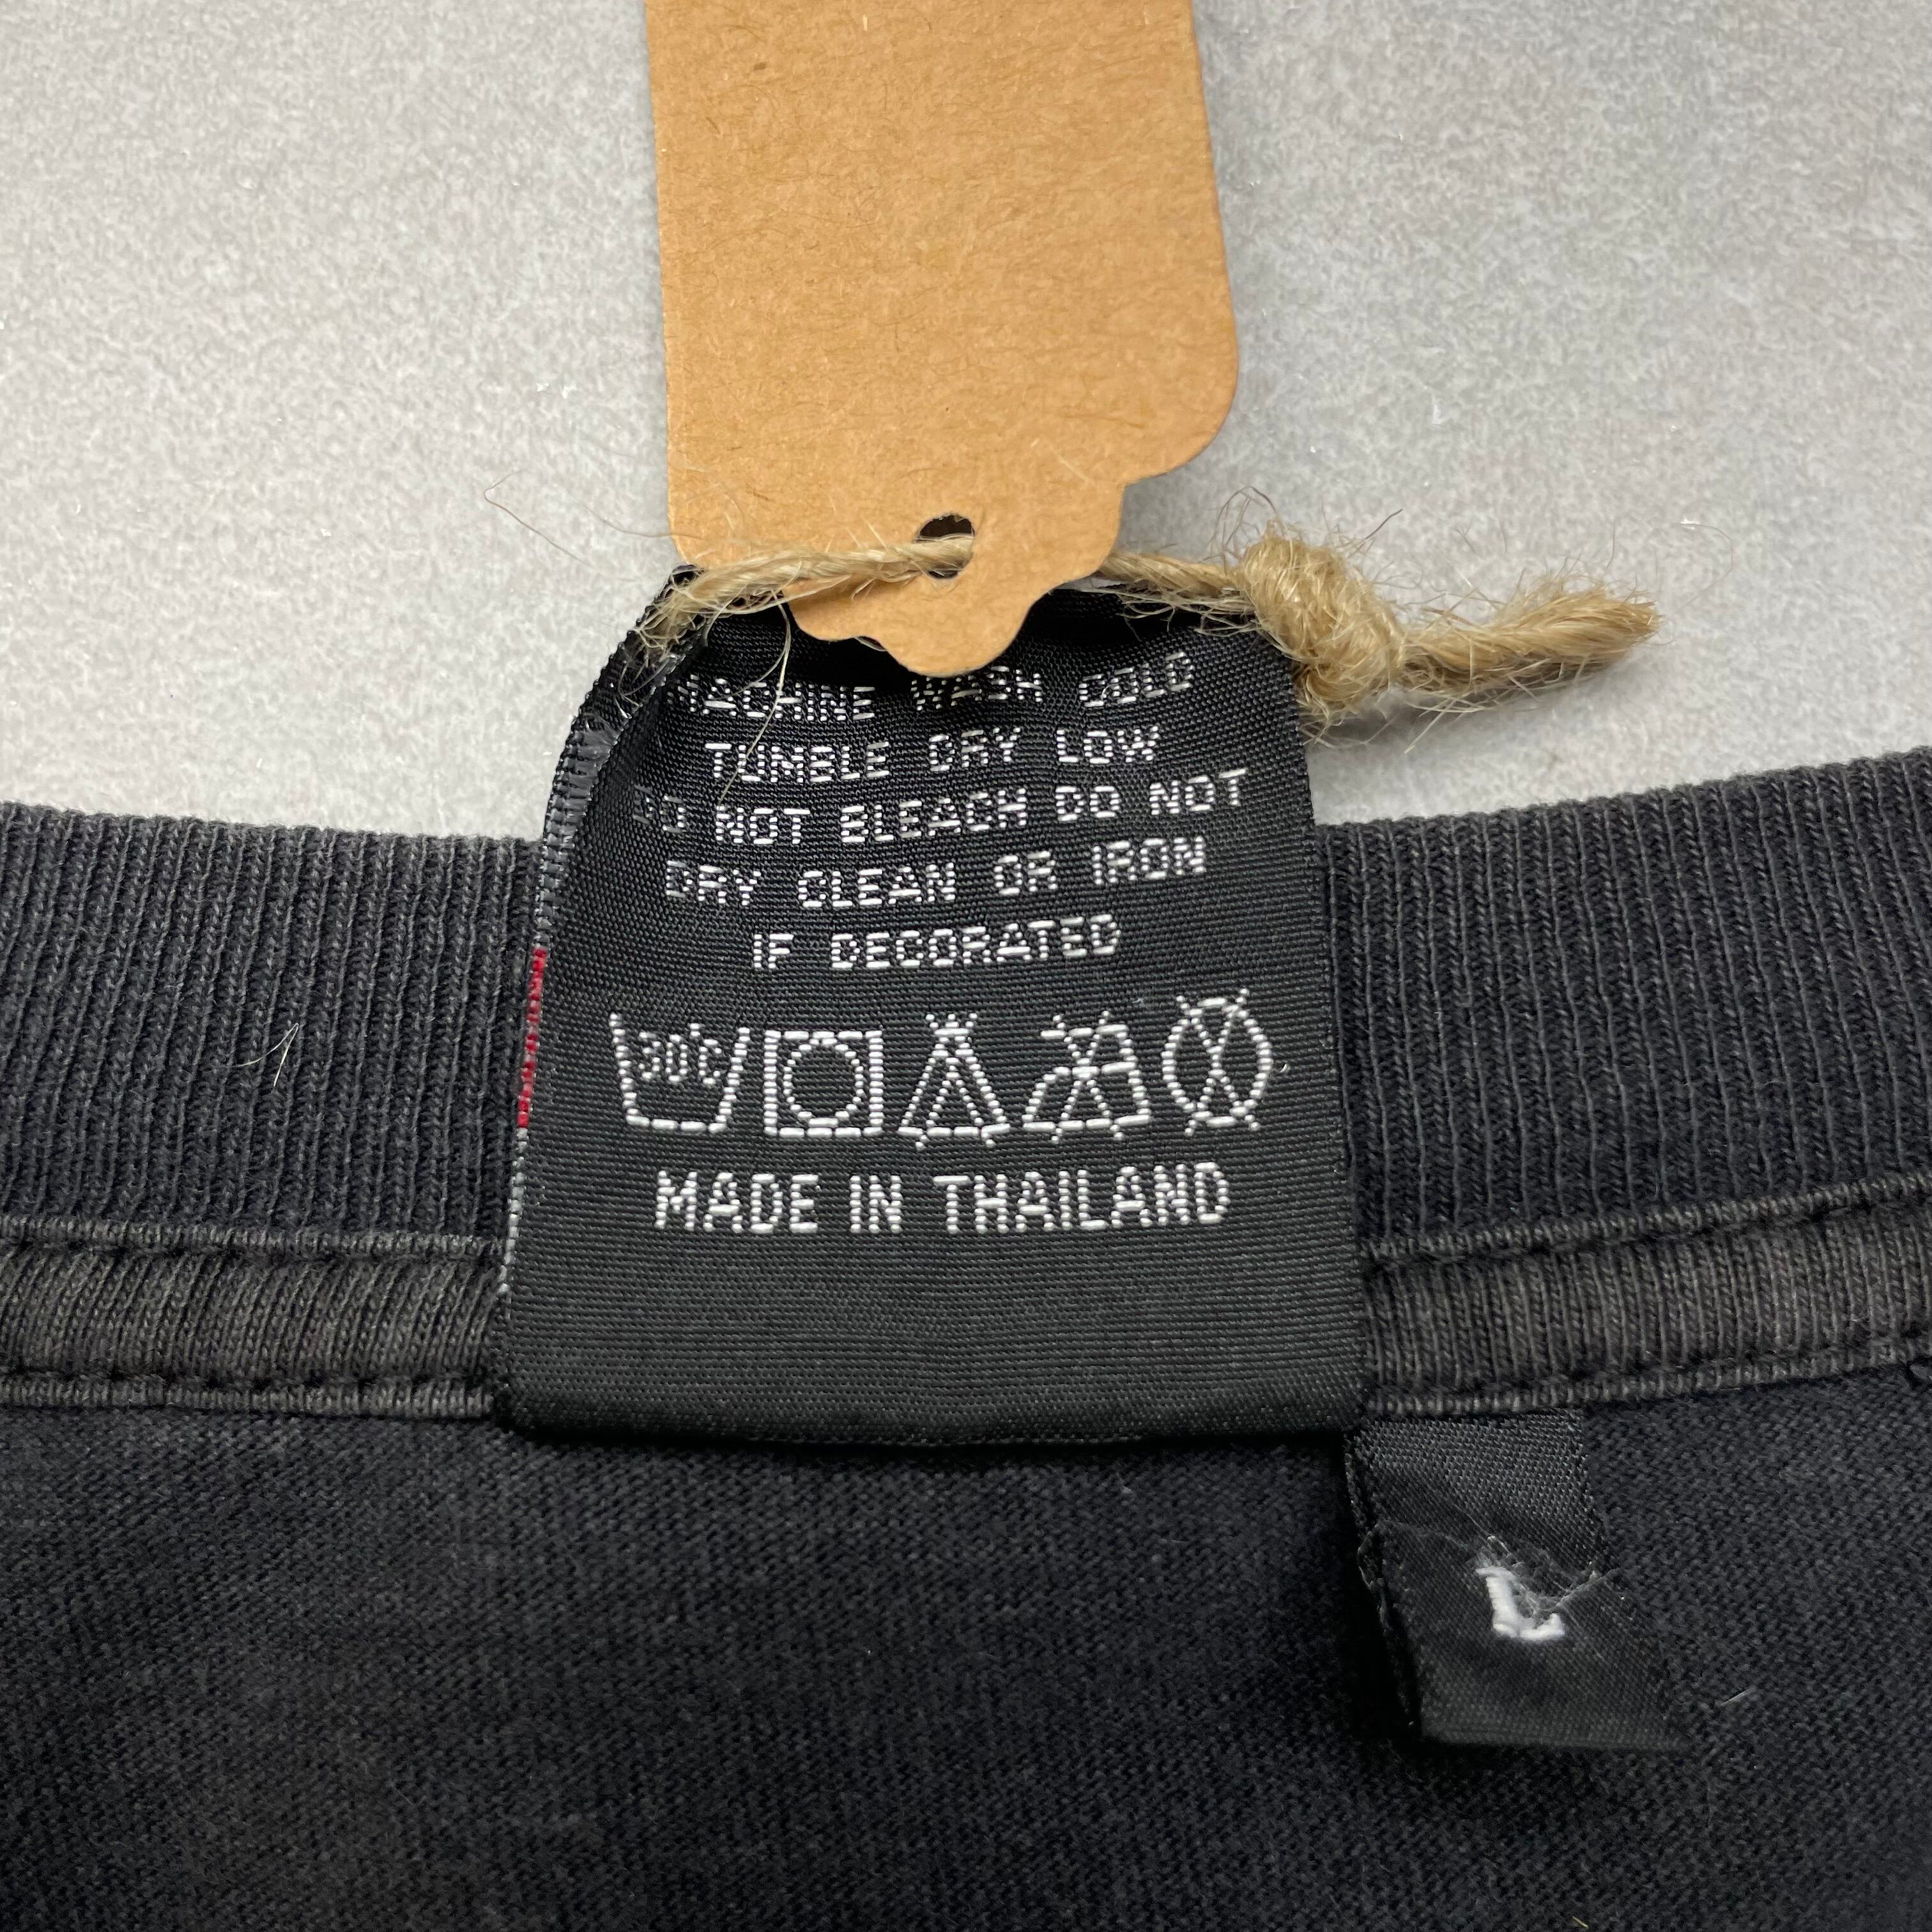 MACHINE WASH COLD
TUMBLE DRY LOW
DO NOT BLEACH DO NOT
DRY CLEAN OR IRON
IF DECORATED
30°C
MADE IN THAILAND
L